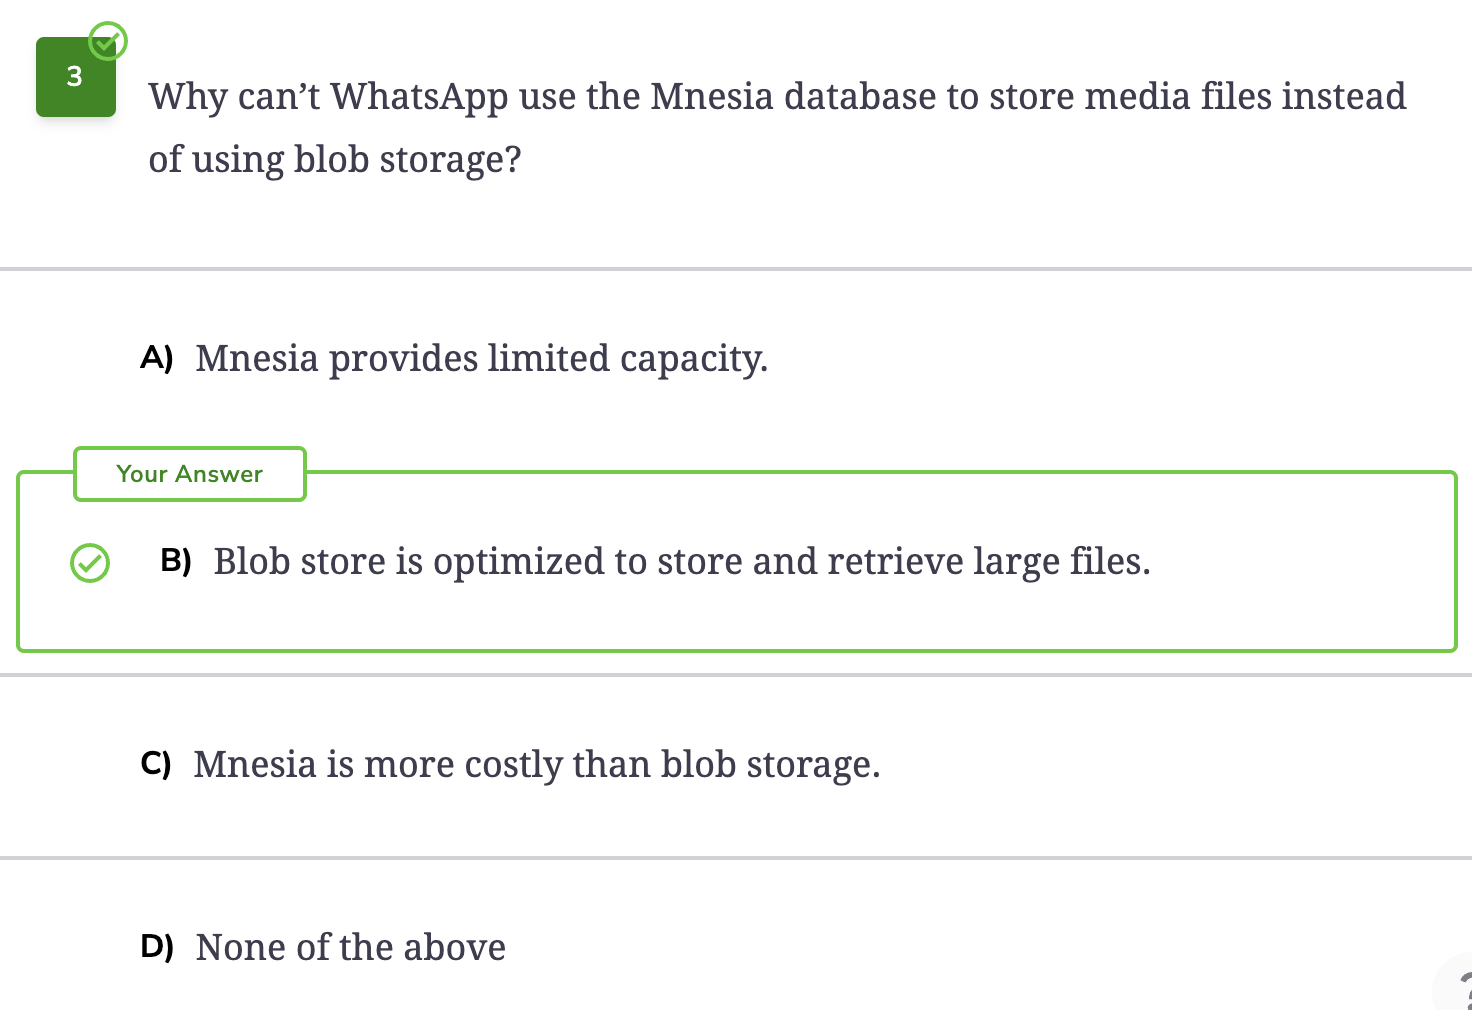 3
Why can’t WhatsApp use the Mnesia database to store media files instead
of using blob storage?
A) Mnesia provides limited capacity.
Your Answer
B) Blob store is optimized to store and retrieve large files.
C) Mnesia is more costly than blob storage.
D) None of the above
?